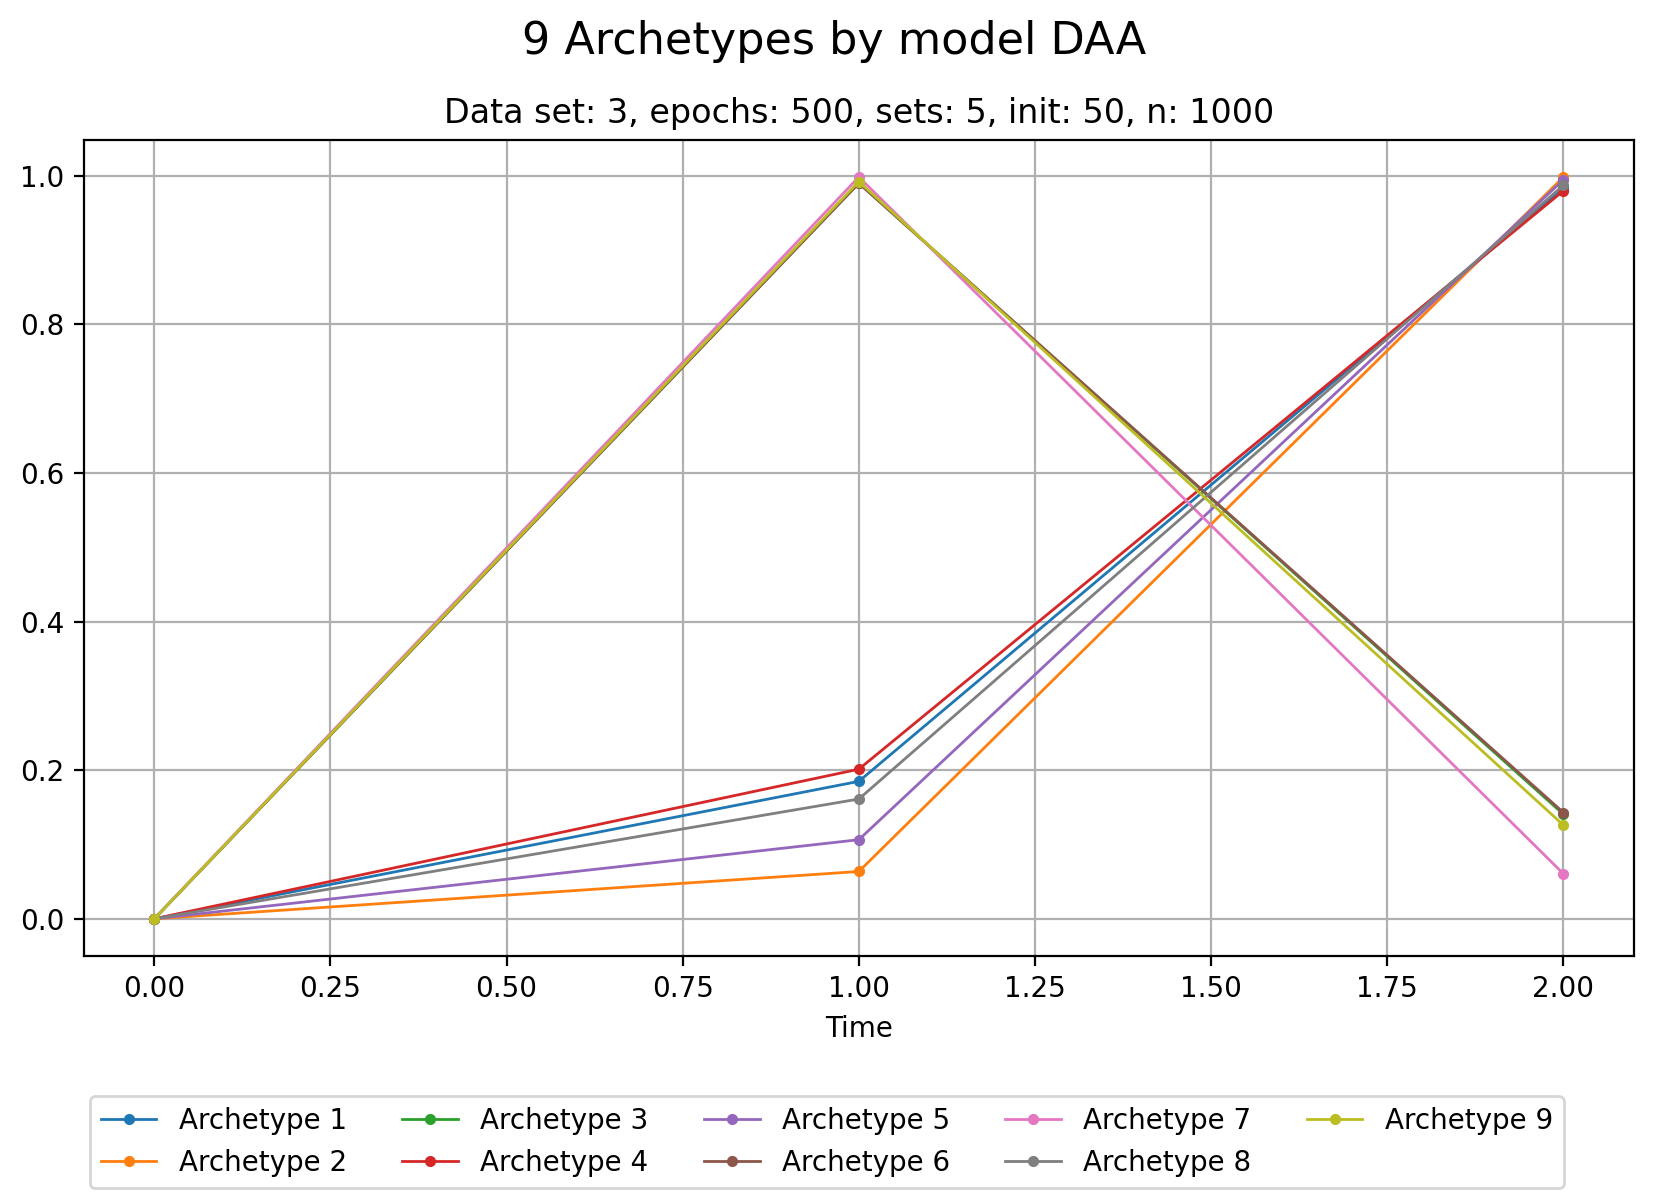 9 Archetypes by model DAA
Data set: 3, epochs: 500, sets: 5, init: 50, n: 1000
1.0
0.8
0.6
0.4
0.2
0.0
0.00 0.25 0.50 0.75 1.00 1.25 1.50 1.75 2.00
Time
Archetype 1 Archetype 3 Archetype 5 Archetype 7 Archetype 9
Archetype 2 Archetype 4 Archetype 6 Archetype 8